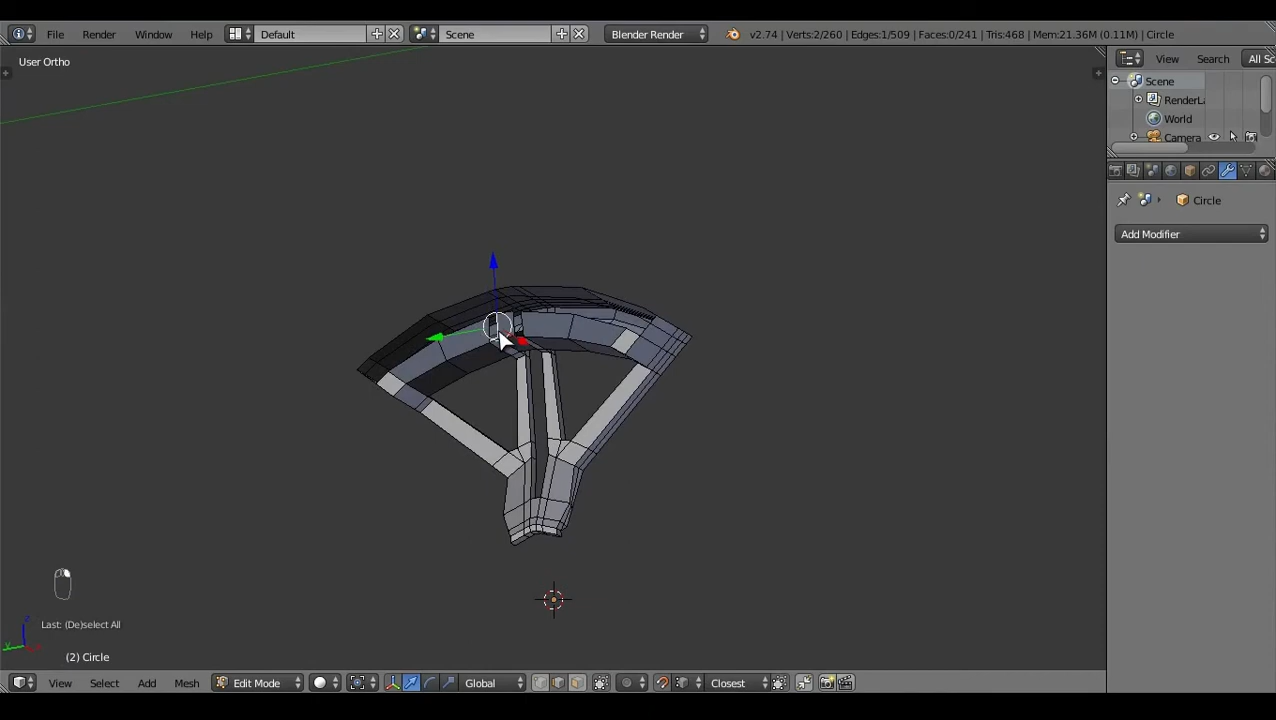 File Render Window Help Default Scene Blender Render v2.74 | Verts:2/260 | Edges:1/509 | Faces:0/241 | Tris:468 | Mem:21.36M (0.11M) | Circle
User Ortho
View Search All Sc
Scene
RenderLa
World
Camera
Circle
Add Modifier
Last: (De)select All
(2) Circle
View Select Add Mesh Edit Mode Global Closest